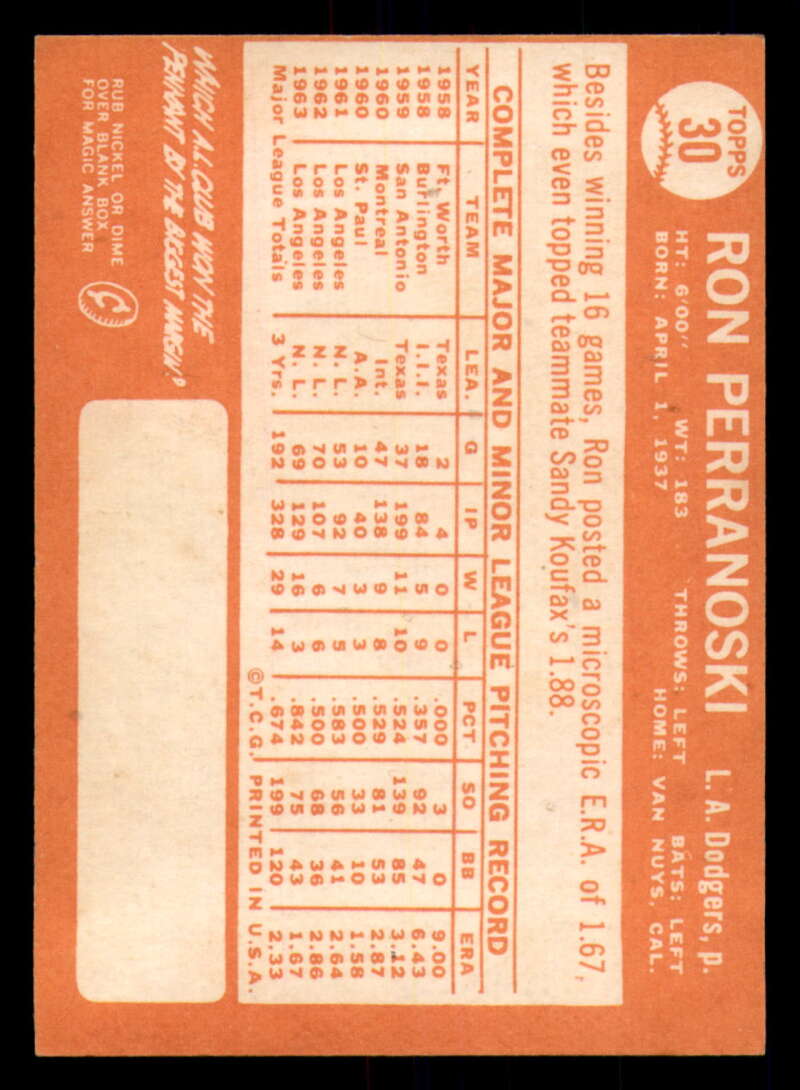 TOPPS
30
RON PERRANOSKI L. A. Dodgers, p.
HT: 6'00" WT: 183 THROWS: LEFT BATS: LEFT
BORN: APRIL 1, 1937 HOME: VAN NUYS, CAL.
Besides winning 16 games, Ron posted a microscopic E.R.A. of 1.67,
which even topped teammate Sandy Koufax's 1.88.
COMPLETE MAJOR AND MINOR LEAGUE PITCHING RECORD
YEAR TEAM LEA. G IP W L PCT. SO BB ERA
1958 Ft. Worth Texas 2 4 0 0 .000 3 0 9.00
1958 Burlington I.I.I. 18 84 5 9 .357 92 47 6.43
1959 San Antonio Texas 37 199 11 10 .524 139 85 3.12
1960 Montreal Int. 47 138 9 8 .529 81 53 2.87
1960 St. Paul A.A. 10 40 3 3 .500 33 10 1.58
1961 Los Angeles N. L. 53 92 7 5 .583 56 41 2.64
1962 Los Angeles N. L. 70 107 6 6 .500 68 36 2.86
1963 Los Angeles N. L. 69 129 16 3 .842 75 43 1.67
Major League Totals 3 Yrs. 192 328 29 14 .674 199 120 2.33
©T.C.G. PRINTED IN U.S.A.
WHICH A.L. CLUB WON THE
PENNANT BY THE BIGGEST MARGIN?
RUB NICKEL OR DIME
OVER BLANK BOX
FOR MAGIC ANSWER